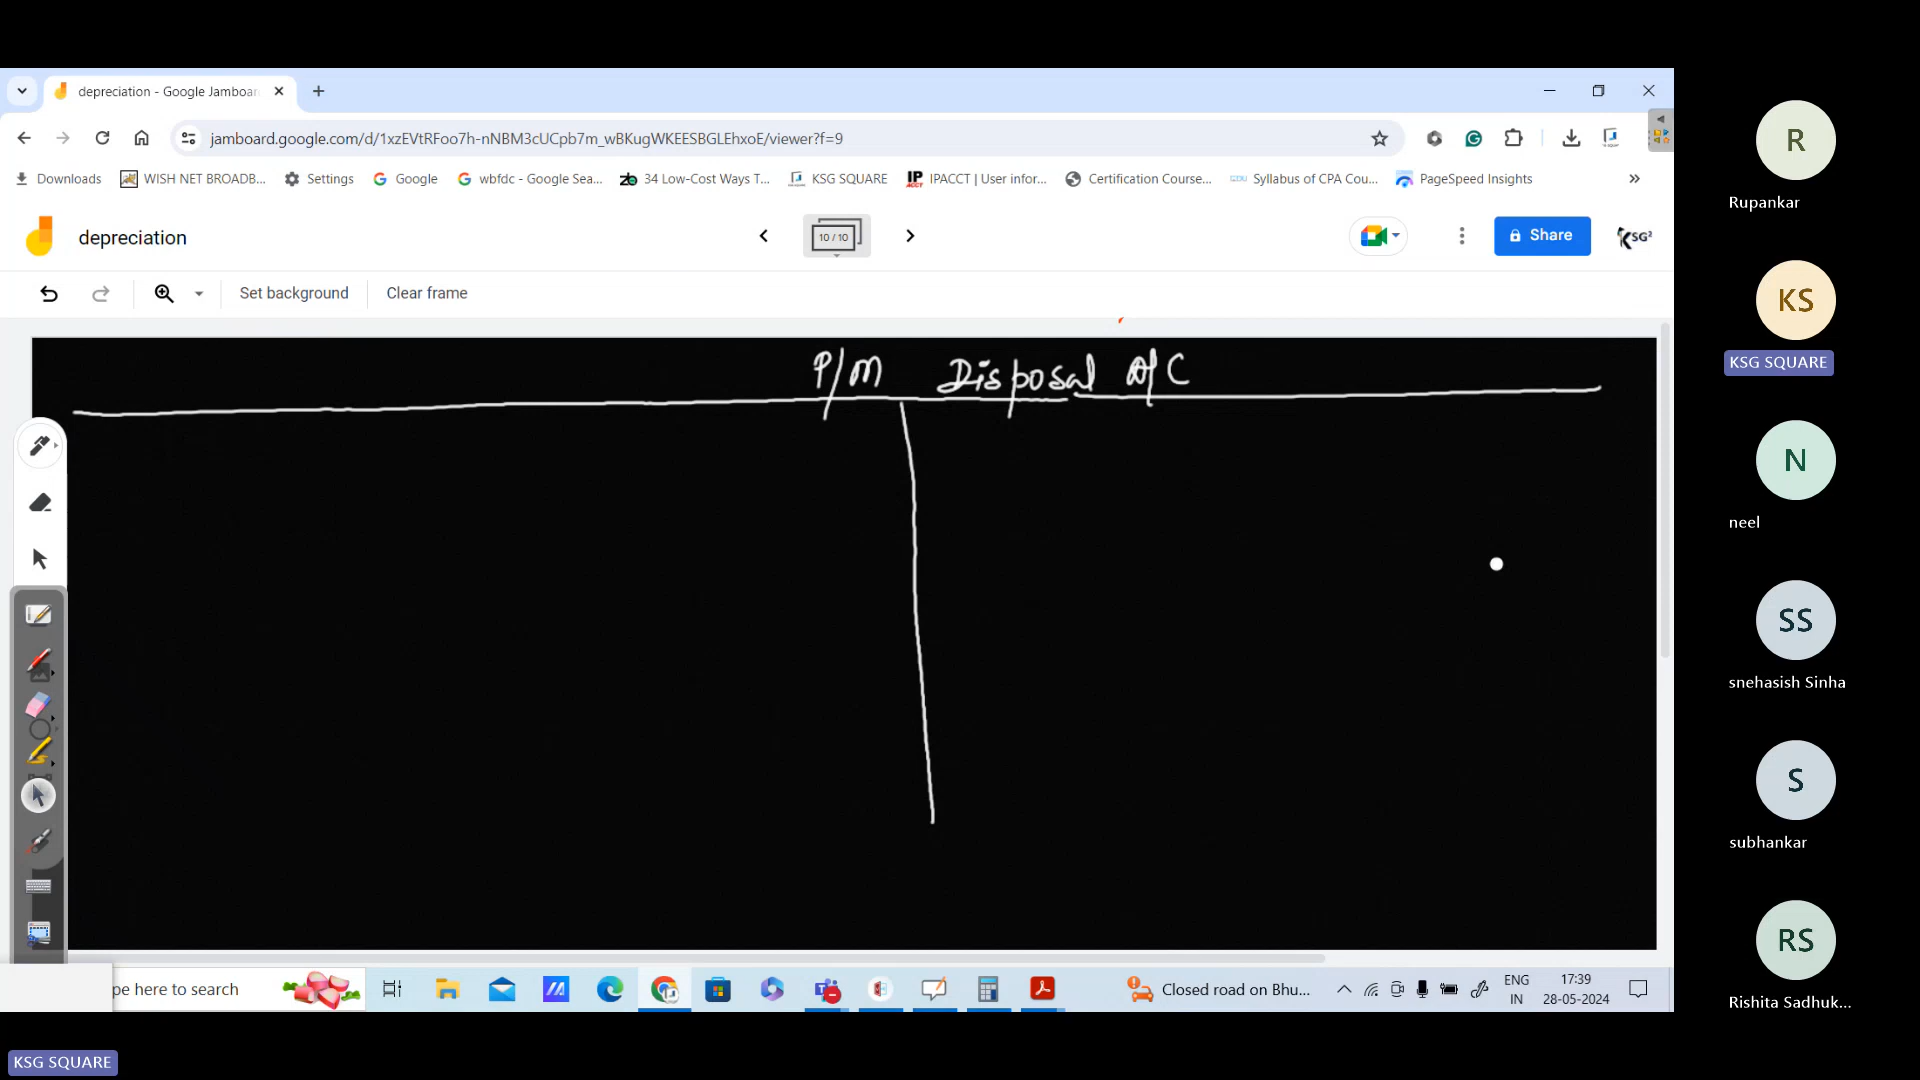 depreciation - Google Jamboar
jamboard.google.com/d/1xzEVtRFoo7h-nNBM3cUCpb7m_wBKugWKEESBGLEhxoE/viewer?f=9
Downloads WISH NET BROADB... Settings Google wbfdc - Google Sea... 34 Low-Cost Ways T... KSG SQUARE IPACCT | User infor... Certification Course... Syllabus of CPA Cou... PageSpeed Insights »
depreciation
10 / 10
Share
KSG²
Set background Clear frame
P/M Disposal A/C
R
Rupankar
KS
KSG SQUARE
N
neel
SS
snehasish Sinha
S
subhankar
RS
Rishita Sadhuk...
pe here to search
Closed road on Bhu...
ENG
IN
17:39
28-05-2024
KSG SQUARE